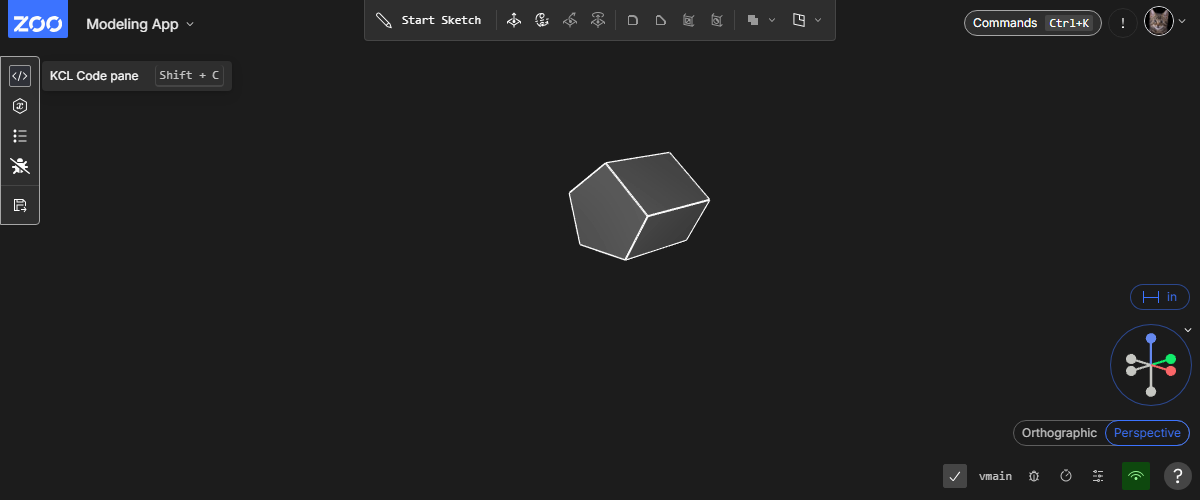 ZOO
Modeling App
Start Sketch
Commands Ctrl+K
!
KCL Code pane Shift + C
x
in
Orthographic Perspective
vmain
?